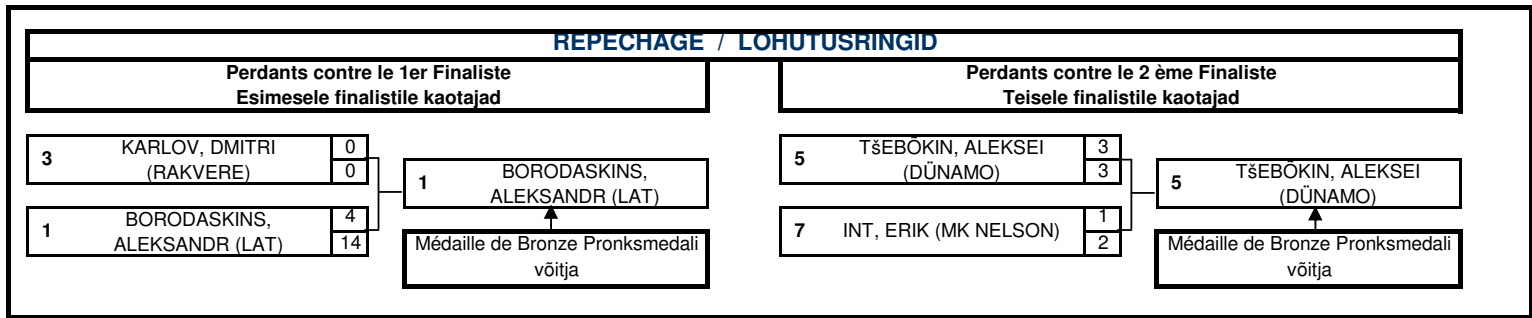 REPECHAGE / LOHUTUSRINGID
Perdants contre le 1er Finaliste
Esimesele finalistile kaotajad
Perdants contre le 2 ème Finaliste
Teisele finalistile kaotajad
3
KARLOV, DMITRI
(RAKVERE)
0
0
1
BORODASKINS,
ALEKSANDR (LAT)
4
14
1
BORODASKINS,
ALEKSANDR (LAT)
Médaille de Bronze Pronksmedali
võitja
5
TšEBÕKIN, ALEKSEI
(DÜNAMO)
3
3
7
INT, ERIK (MK NELSON)
1
2
5
TšEBÕKIN, ALEKSEI
(DÜNAMO)
Médaille de Bronze Pronksmedali
võitja